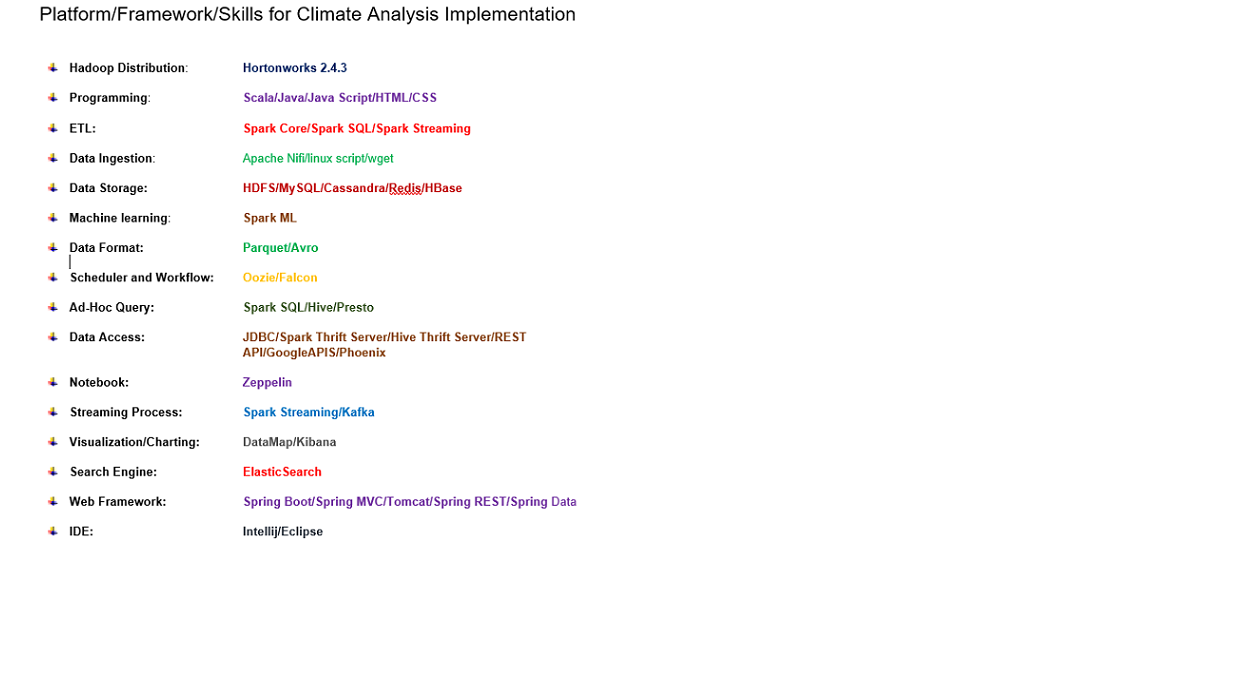 Platform/Framework/Skills for Climate Analysis Implementation
Hadoop Distribution: Hortonworks 2.4.3
Programming: Scala/Java/Java Script/HTML/CSS
ETL: Spark Core/Spark SQL/Spark Streaming
Data Ingestion: Apache Nifi/linux script/wget
Data Storage: HDFS/MySQL/Cassandra/Redis/HBase
Machine learning: Spark ML
Data Format: Parquet/Avro
Scheduler and Workflow: Oozie/Falcon
Ad-Hoc Query: Spark SQL/Hive/Presto
Data Access: JDBC/Spark Thrift Server/Hive Thrift Server/REST
API/GoogleAPIS/Phoenix
Notebook: Zeppelin
Streaming Process: Spark Streaming/Kafka
Visualization/Charting: DataMap/Kibana
Search Engine: ElasticSearch
Web Framework: Spring Boot/Spring MVC/Tomcat/Spring REST/Spring Data
IDE: Intellij/Eclipse